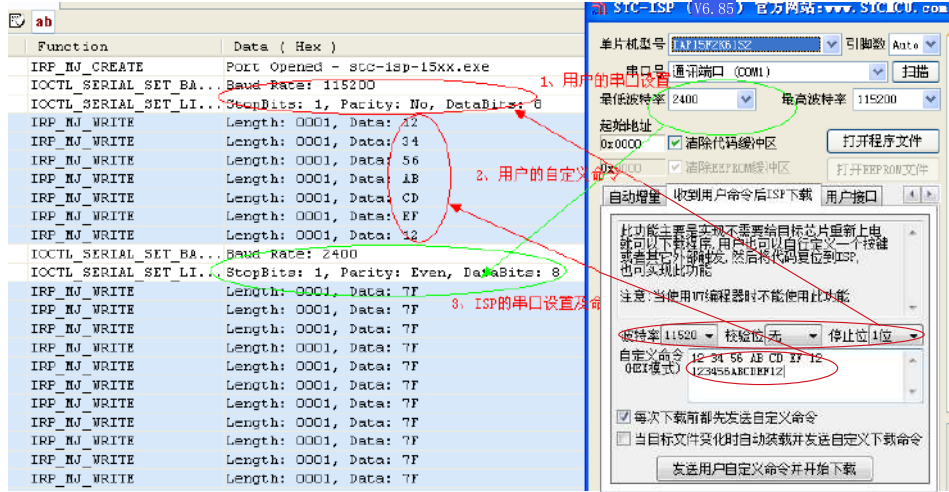 ab
Function Data ( Hex )
IRP_MJ_CREATE Port Opened - stc-isp-15xx.exe
IOCTL_SERIAL_SET_BA... Baud Rate: 115200
IOCTL_SERIAL_SET_LI... StopBits: 1, Parity: No, DataBits: 8
IRP_MJ_WRITE Length: 0001, Data: 12
IRP_MJ_WRITE Length: 0001, Data: 34
IRP_MJ_WRITE Length: 0001, Data: 56
IRP_MJ_WRITE Length: 0001, Data: AB
IRP_MJ_WRITE Length: 0001, Data: CD
IRP_MJ_WRITE Length: 0001, Data: EF
IRP_MJ_WRITE Length: 0001, Data: 12
IOCTL_SERIAL_SET_BA... Baud Rate: 2400
IOCTL_SERIAL_SET_LI... StopBits: 1, Parity: Even, DataBits: 8
IRP_MJ_WRITE Length: 0001, Data: 7F
IRP_MJ_WRITE Length: 0001, Data: 7F
IRP_MJ_WRITE Length: 0001, Data: 7F
IRP_MJ_WRITE Length: 0001, Data: 7F
IRP_MJ_WRITE Length: 0001, Data: 7F
IRP_MJ_WRITE Length: 0001, Data: 7F
IRP_MJ_WRITE Length: 0001, Data: 7F
IRP_MJ_WRITE Length: 0001, Data: 7F
IRP_MJ_WRITE Length: 0001, Data: 7F
IRP_MJ_WRITE Length: 0001, Data: 7F
IRP_MJ_WRITE Length: 0001, Data: 7F
1、用户的串口设置
2、用户的自定义命令
3、ISP的串口设置及命
STC-ISP (V6.85) 官方网站:www.STCMCU.com
单片机型号 IAP15F2K61S2 引脚数 Auto
串口号 通讯端口 (COM1) 扫描
最低波特率 2400 最高波特率 115200
起始地址
0x0000 清除代码缓冲区 打开程序文件
0x0000 清除EEPROM缓冲区 打开EEPROM文件
自动增量 收到用户命令后ISP下载 用户接口
此功能主要是实现不需要给目标芯片重新上电
就可以下载程序,用户也可以自行定义一个按键
或者其它外部触发,然后将代码复位到ISP,
也可实现此功能
注意:当使用U7编程器时不能使用此功能
波特率 11520 校验位 无 停止位 1位
自定义命令 12 34 56 AB CD EF 12
(HEX模式) 123456ABCDEF12
每次下载前都先发送自定义命令
当目标文件变化时自动装载并发送自定义下载命令
发送用户自定义命令并开始下载